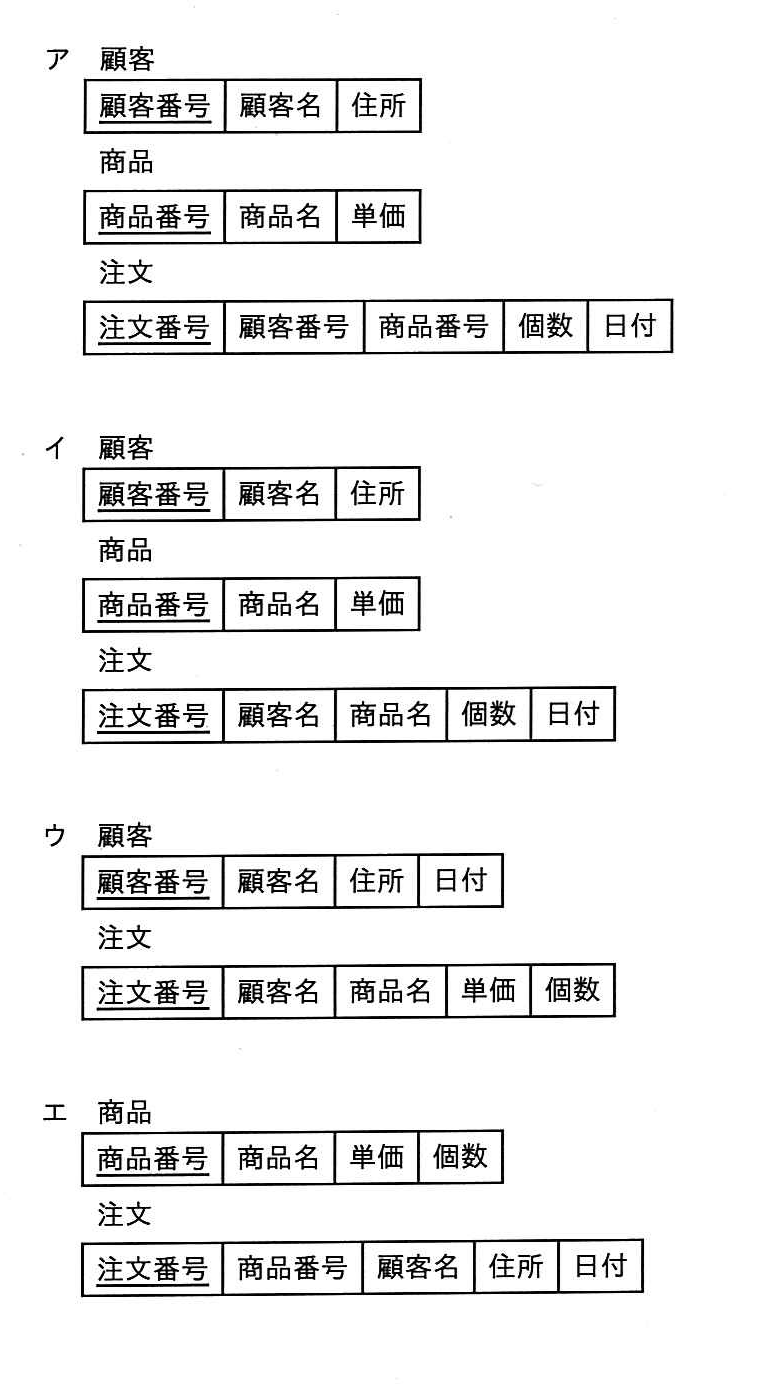 ア 顧客
顧客番号 顧客名 住所
商品
商品番号 商品名 単価
注文
注文番号 顧客番号 商品番号 個数 日付
イ 顧客
顧客番号 顧客名 住所
商品
商品番号 商品名 単価
注文
注文番号 顧客名 商品名 個数 日付
ウ 顧客
顧客番号 顧客名 住所 日付
注文
注文番号 顧客名 商品名 単価 個数
エ 商品
商品番号 商品名 単価 個数
注文
注文番号 商品番号 顧客名 住所 日付